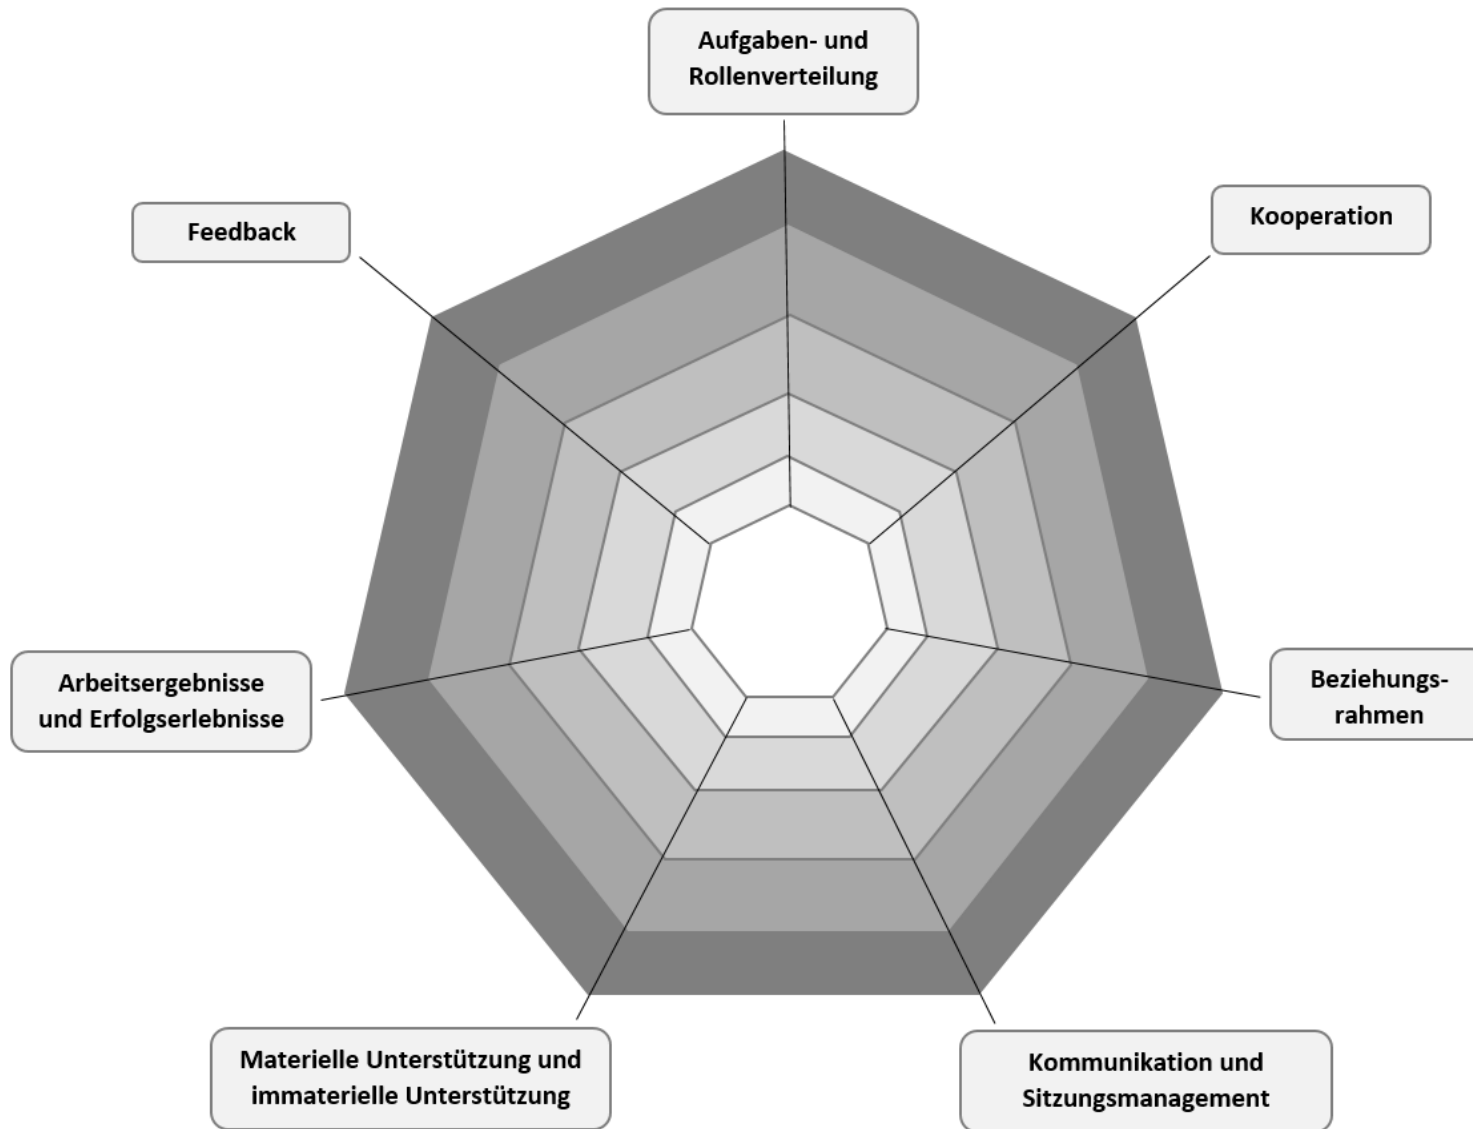 Aufgaben- und
Rollenverteilung
Kooperation
Feedback
Beziehungs-
rahmen
Arbeitsergebnisse
und Erfolgserlebnisse
Materielle Unterstützung und
immaterielle Unterstützung
Kommunikation und
Sitzungsmanagement